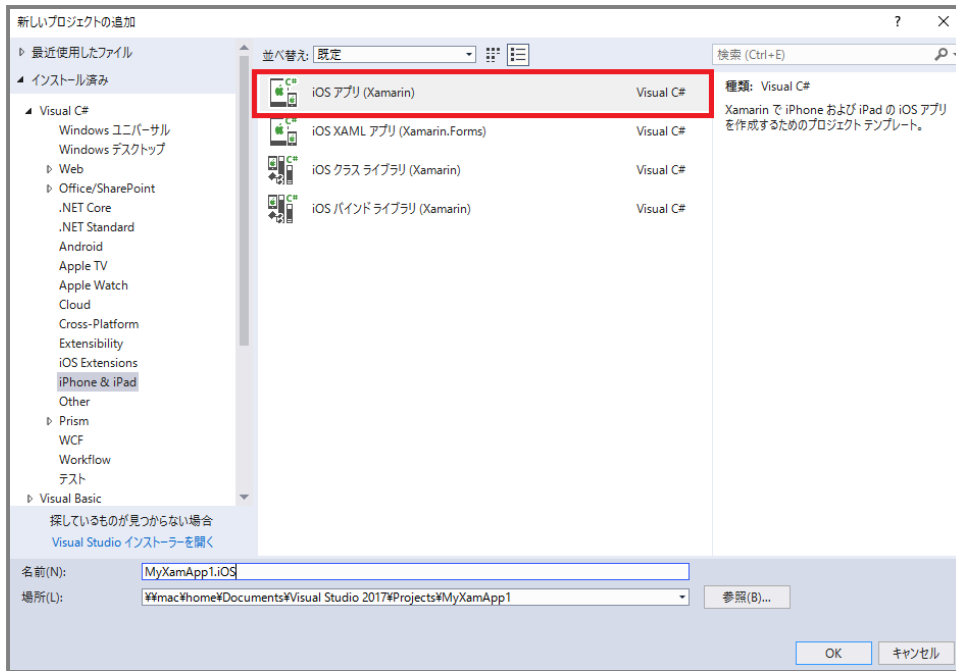 新しいプロジェクトの追加
?
▷ 最近使用したファイル
◢ インストール済み
◢ Visual C#
Windows ユニバーサル
Windows デスクトップ
▷ Web
▷ Office/SharePoint
.NET Core
.NET Standard
Android
Apple TV
Apple Watch
Cloud
Cross-Platform
Extensibility
iOS Extensions
iPhone & iPad
Other
▷ Prism
WCF
Workflow
テスト
▷ Visual Basic
探しているものが見つからない場合
Visual Studio インストーラーを開く
並べ替え: 既定
C# iOS アプリ (Xamarin) Visual C#
C# iOS XAML アプリ (Xamarin.Forms) Visual C#
C# iOS クラス ライブラリ (Xamarin) Visual C#
C# iOS バインド ライブラリ (Xamarin) Visual C#
検索 (Ctrl+E)
種類: Visual C#
Xamarin で iPhone および iPad の iOS アプリ
を作成するためのプロジェクト テンプレート。
名前(N): MyXamApp1.iOS
場所(L): ¥¥mac¥home¥Documents¥Visual Studio 2017¥Projects¥MyXamApp1
参照(B)...
OK キャンセル